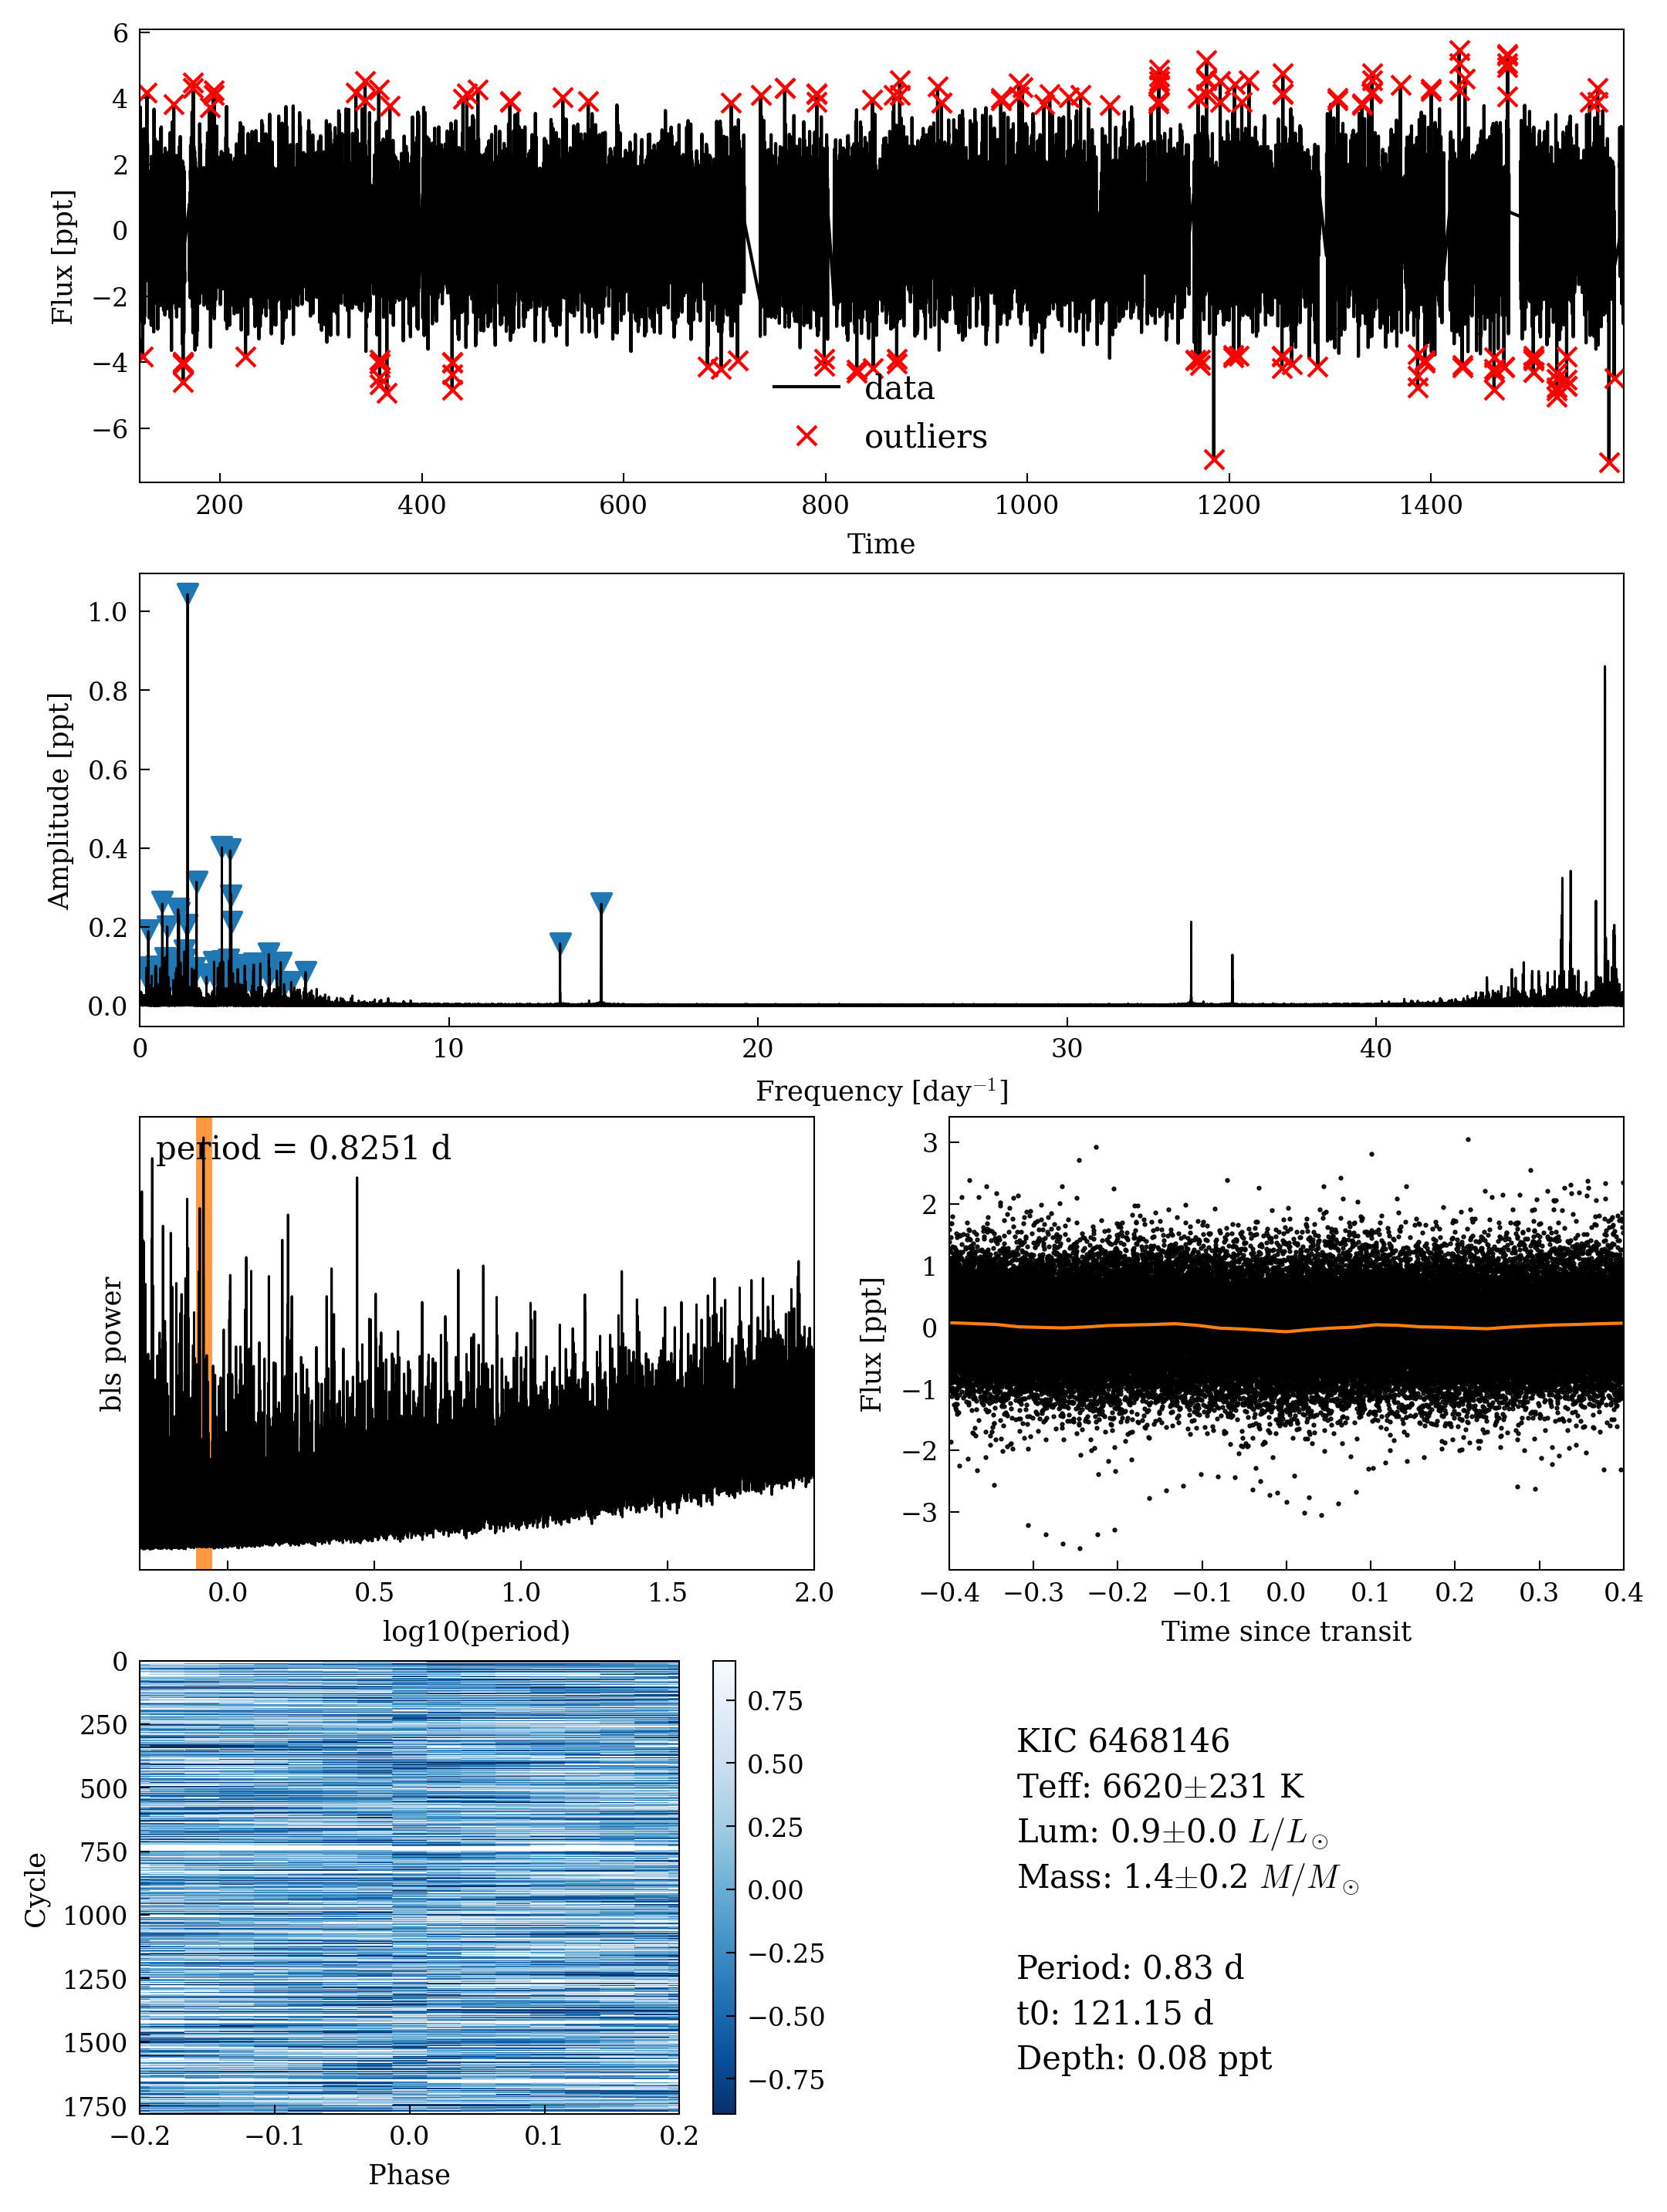 6
4
2
0
−2
−4
−6
Flux [ppt]
data
outliers
200 400 600 800 1000 1200 1400
Time
1.0
0.8
0.6
0.4
0.2
0.0
Amplitude [ppt]
0 10 20 30 40
Frequency [day⁻¹]
period = 0.8251 d
bls power
0.0 0.5 1.0 1.5 2.0
log10(period)
3
2
1
0
−1
−2
−3
Flux [ppt]
−0.4 −0.3 −0.2 −0.1 0.0 0.1 0.2 0.3 0.4
Time since transit
0
250
500
750
1000
1250
1500
1750
Cycle
−0.2 −0.1 0.0 0.1 0.2
Phase
0.75
0.50
0.25
0.00
−0.25
−0.50
−0.75
KIC 6468146
Teff: 6620±231 K
Lum: 0.9±0.0 L/L⊙
Mass: 1.4±0.2 M/M⊙
Period: 0.83 d
t0: 121.15 d
Depth: 0.08 ppt